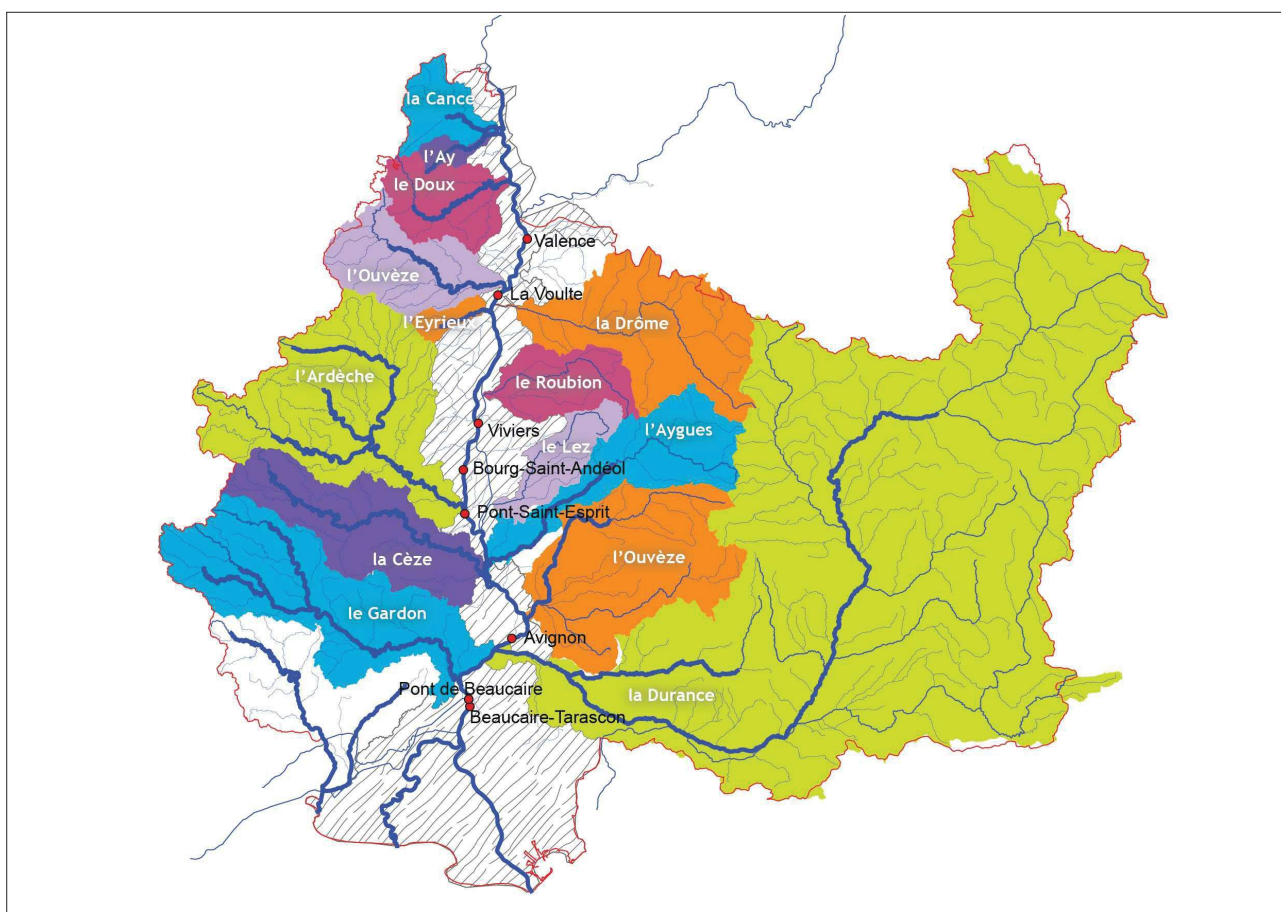 la Cance
l'Ay
le Doux
Valence
l'Ouvèze
La Voulte
l'Eyrieux
la Drôme
l'Ardèche
le Roubion
Viviers
l'Aygues
le Lez
Bourg-Saint-Andéol
Pont-Saint-Esprit
la Cèze
l'Ouvèze
le Gardon
Avignon
Pont de Beaucaire
la Durance
Beaucaire-Tarascon